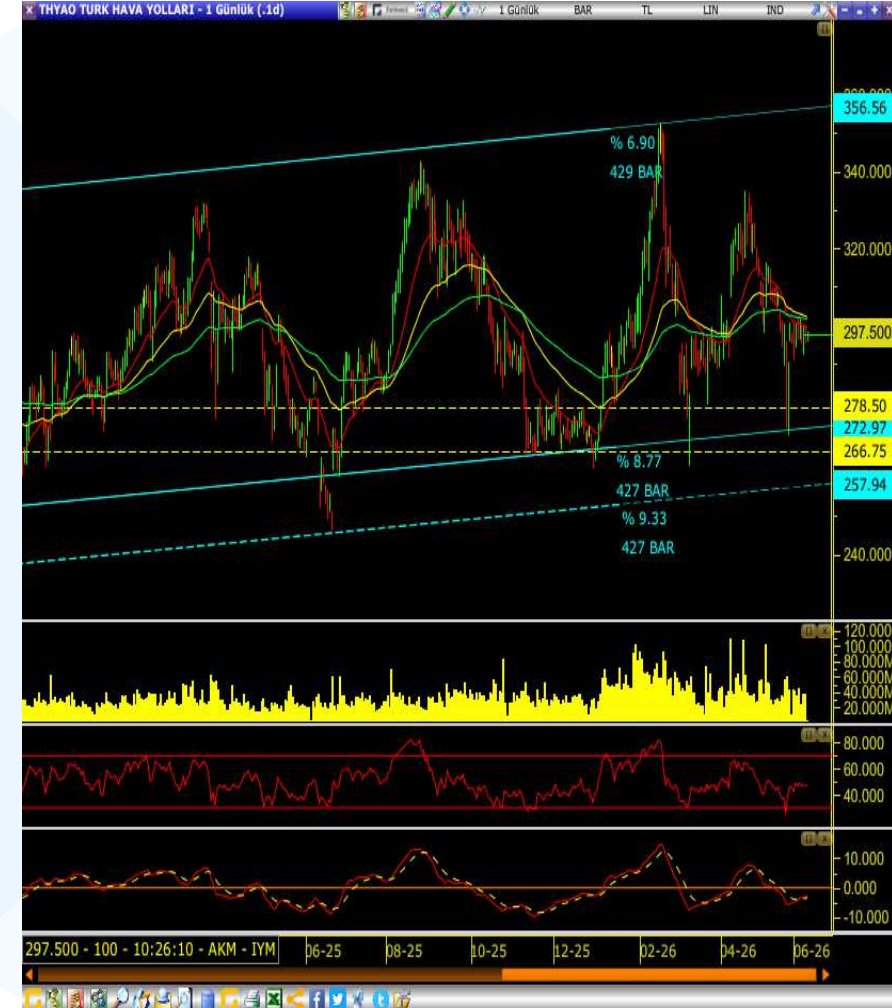 THYAO TURK HAVA YOLLARI - 1 Günlük (.1d)
1 Günlük BAR TL LIN IND
356.56
% 6.90
429 BAR
340.000
320.000
297.500
278.50
272.97
266.75
% 8.77
257.94
427 BAR
% 9.33
427 BAR
240.000
120.000
100.000
80.000M
60.000M
40.000M
20.000M
80.000
60.000
40.000
10.000
0.000
-10.000
297.500 - 100 - 10:26:10 - AKM - IYM
06-25 08-25 10-25 12-25 02-26 04-26 06-26